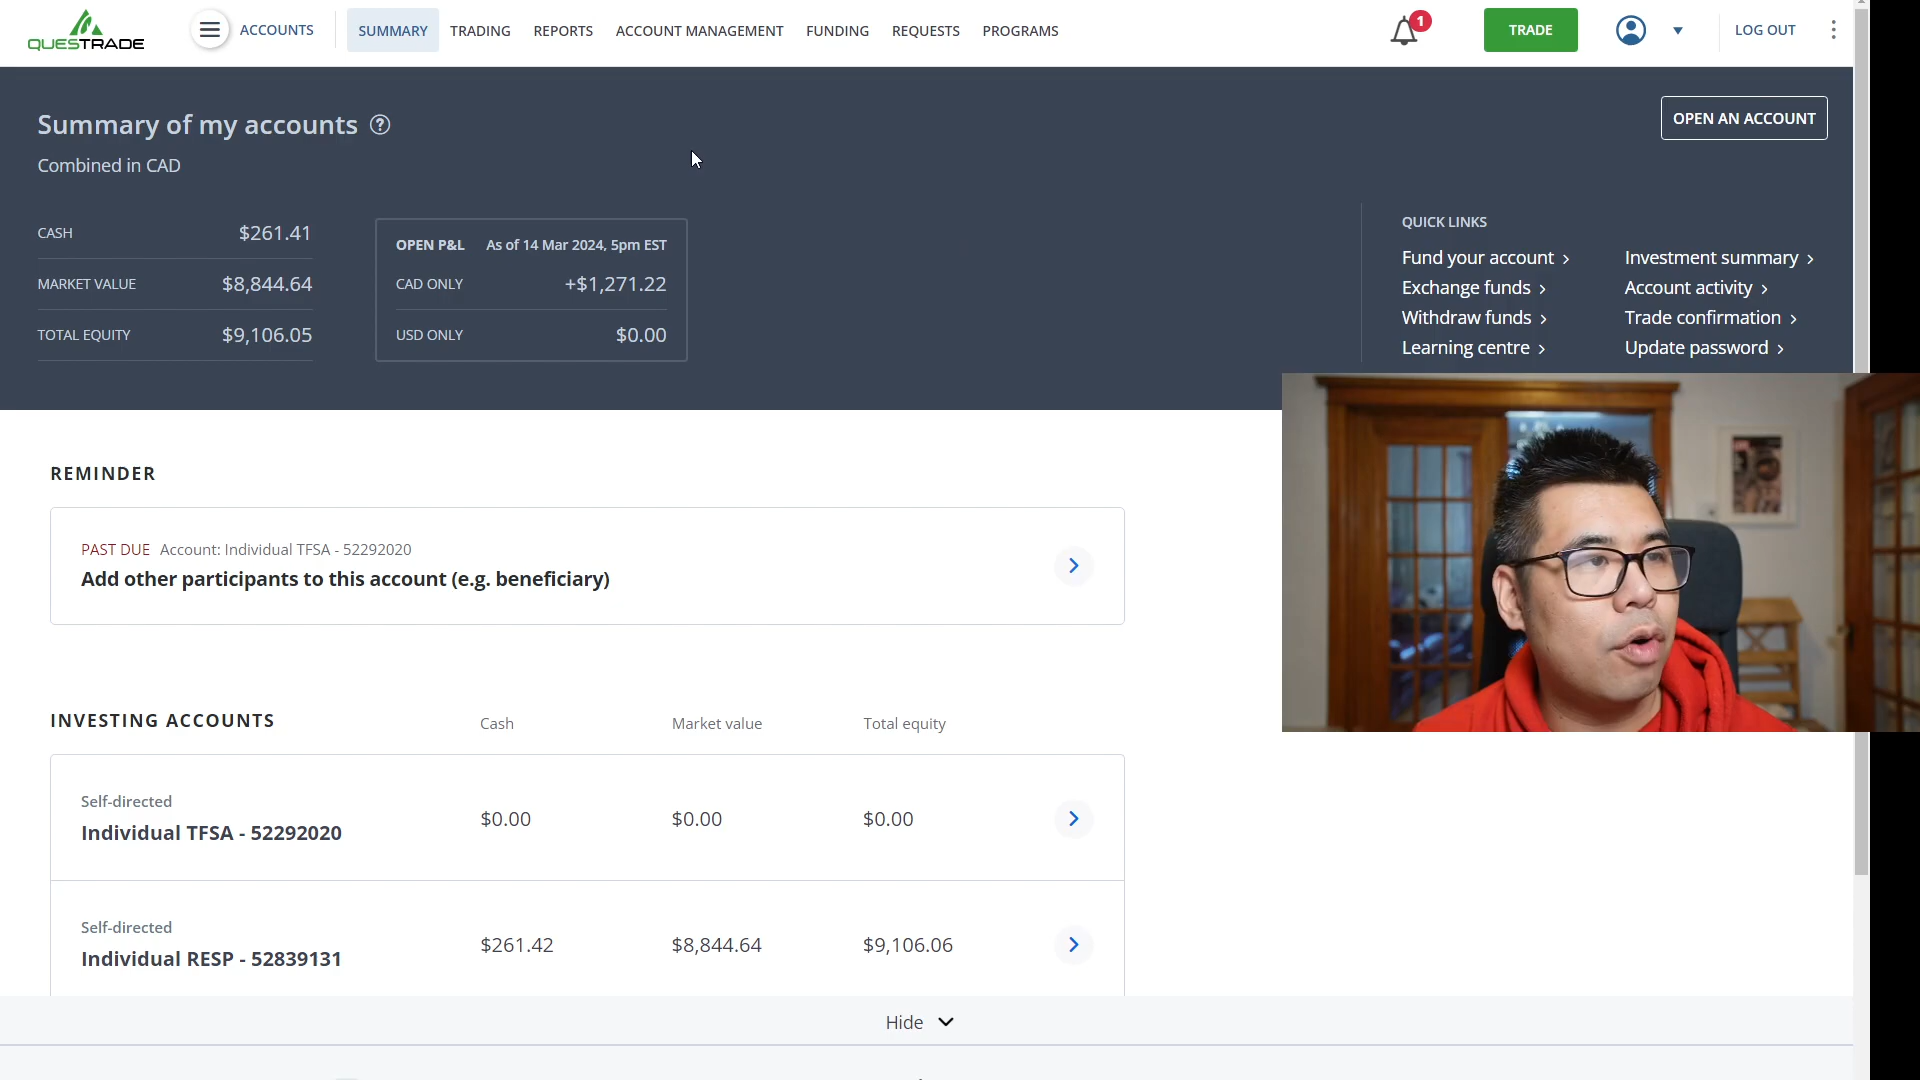 QUESTRADE
ACCOUNTS
SUMMARY
TRADING
REPORTS
ACCOUNT MANAGEMENT
FUNDING
REQUESTS
PROGRAMS
1
TRADE
LOG OUT
Summary of my accounts ?
OPEN AN ACCOUNT
Combined in CAD
CASH $261.41
MARKET VALUE $8,844.64
TOTAL EQUITY $9,106.05
OPEN P&L As of 14 Mar 2024, 5pm EST
CAD ONLY +$1,271.22
USD ONLY $0.00
QUICK LINKS
Fund your account
Exchange funds
Withdraw funds
Learning centre
Investment summary
Account activity
Trade confirmation
Update password
REMINDER
PAST DUE Account: Individual TFSA - 52292020
Add other participants to this account (e.g. beneficiary)
INVESTING ACCOUNTS Cash Market value Total equity
Self-directed
Individual TFSA - 52292020 $0.00 $0.00 $0.00
Self-directed
Individual RESP - 52839131 $261.42 $8,844.64 $9,106.06
Hide